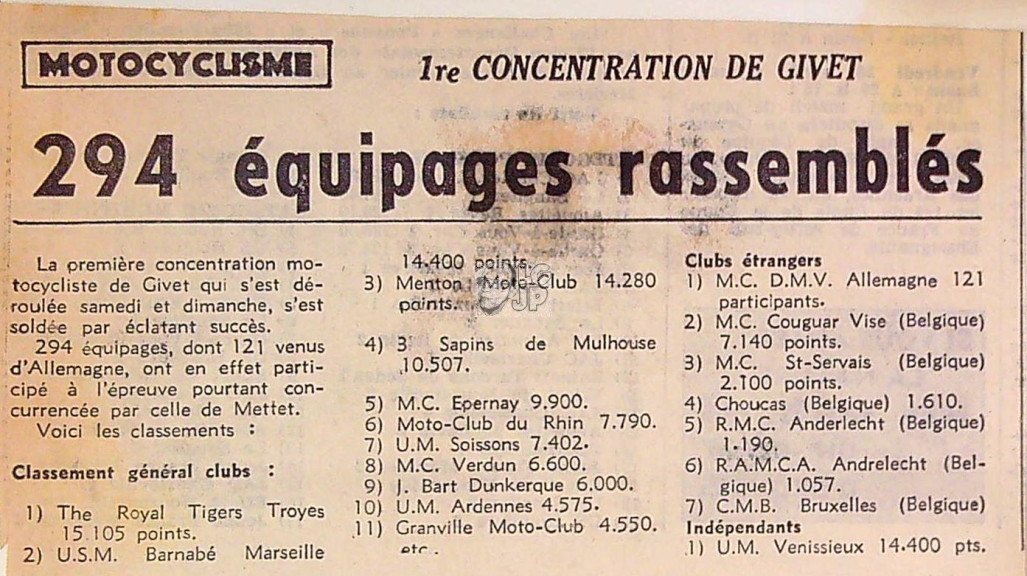 MOTOCYCLISME
1re CONCENTRATION DE GIVET
294 équipages rassemblés
La première concentration mo-
tocycliste de Givet qui s'est dé-
roulée samedi et dimanche, s'est
soldée par éclatant succès.
294 équipages, dont 121 venus
d'Allemagne, ont en effet parti-
cipé à l'épreuve pourtant con-
currencée par celle de Mettet.
Voici les classements :
Classement général clubs :
1) The Royal Tigers Troyes
15.105 points.
2) U.S.M. Barnabé Marseille
14.400 points.
3) Menton Moto-Club 14.280
points.
4) 3 Sapins de Mulhouse
10.507.
5) M.C. Epernay 9.900.
6) Moto-Club du Rhin 7.790.
7) U.M. Soissons 7.402.
8) M.C. Verdun 6.600.
9) J. Bart Dunkerque 6.000.
10) U.M. Ardennes 4.575.
11) Granville Moto-Club 4.550.
etc..
Clubs étrangers
1) M.C. D.M.V. Allemagne 121
participants.
2) M.C. Couguar Vise (Belgique)
7.140 points.
3) M.C. St-Servais (Belgique)
2.100 points.
4) Choucas (Belgique) 1.610.
5) R.M.C. Anderlecht (Belgique)
1.190.
6) R.A.M.C.A. Andrelecht (Bel-
gique) 1.057.
7) C.M.B. Bruxelles (Belgique)
Indépendants
1) U.M. Venissieux 14.400 pts.